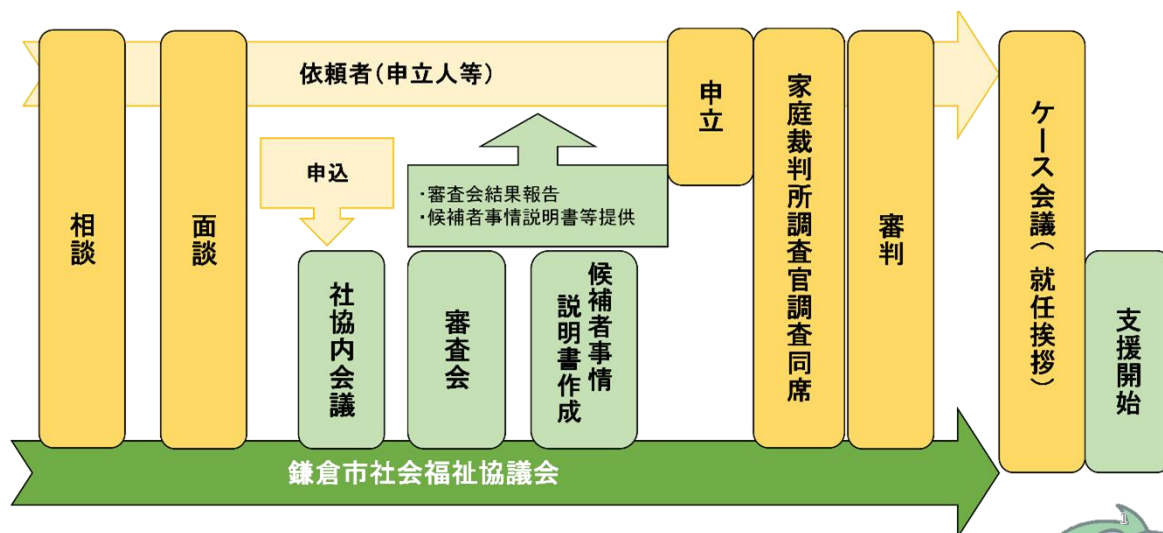 依頼者(申立人等)
相談
面談
申込
・審査会結果報告
・候補者事情説明書等提供
社協内会議
審査会
候補者事情
説明書作成
申立
家庭裁判所調査官調査同席
審判
ケース会議(就任挨拶)
支援開始
鎌倉市社会福祉協議会
1